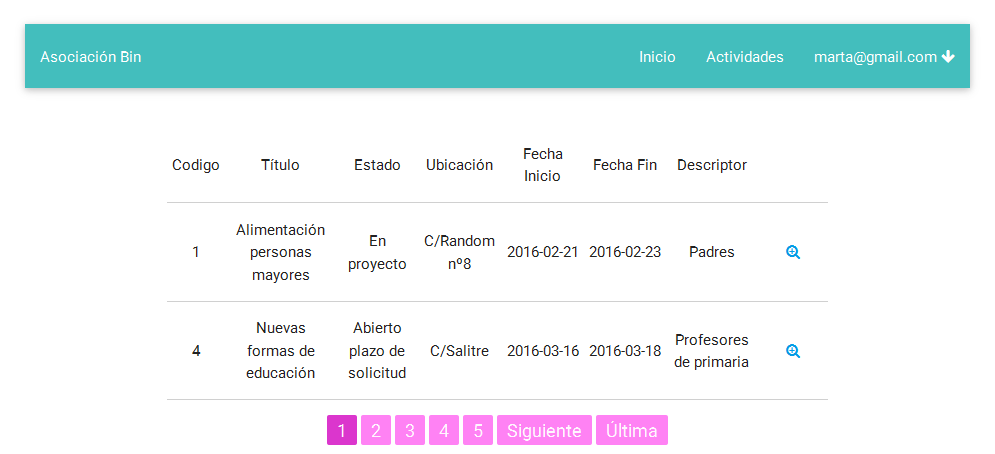 Asociación Bin Inicio Actividades marta@gmail.com
Codigo Título Estado Ubicación Fecha Inicio Fecha Fin Descriptor
1 Alimentación personas mayores En proyecto C/Random nº8 2016-02-21 2016-02-23 Padres
4 Nuevas formas de educación Abierto plazo de solicitud C/Salitre 2016-03-16 2016-03-18 Profesores de primaria
1 2 3 4 5 Siguiente Última